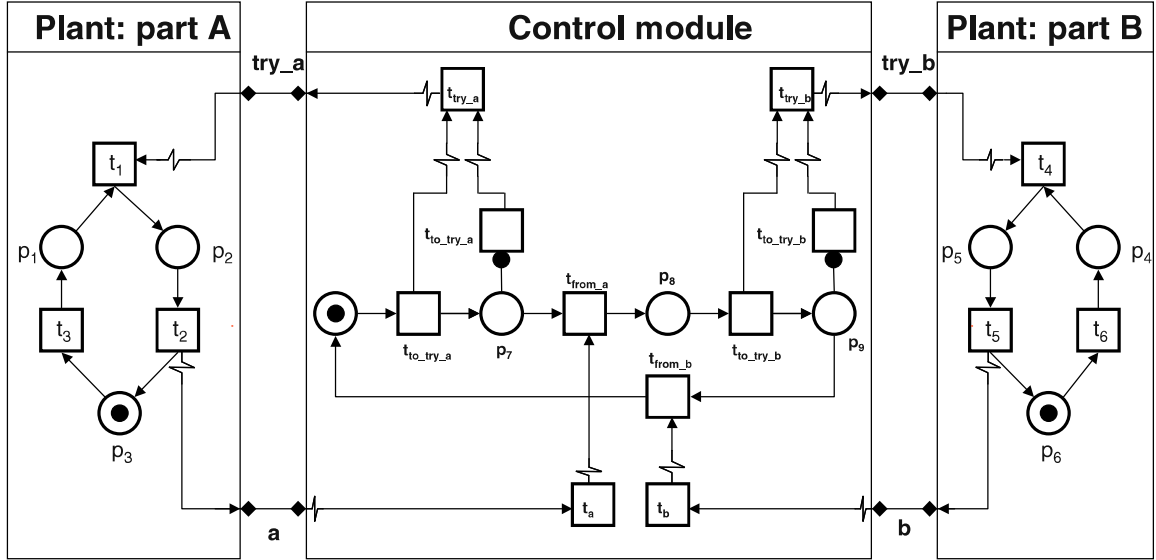 Plant: part A
Control module
Plant: part B
try_a
try_b
t_try_a
t_try_b
t₁
t₄
t_to_try_a
t_to_try_b
p₁
p₂
p₅
p₄
t_from_a
p₈
t₃
t₂
t₅
t₆
t_to_try_a
p₇
t_to_try_b
p₉
t_from_b
p₃
p₆
t_a
t_b
a
b